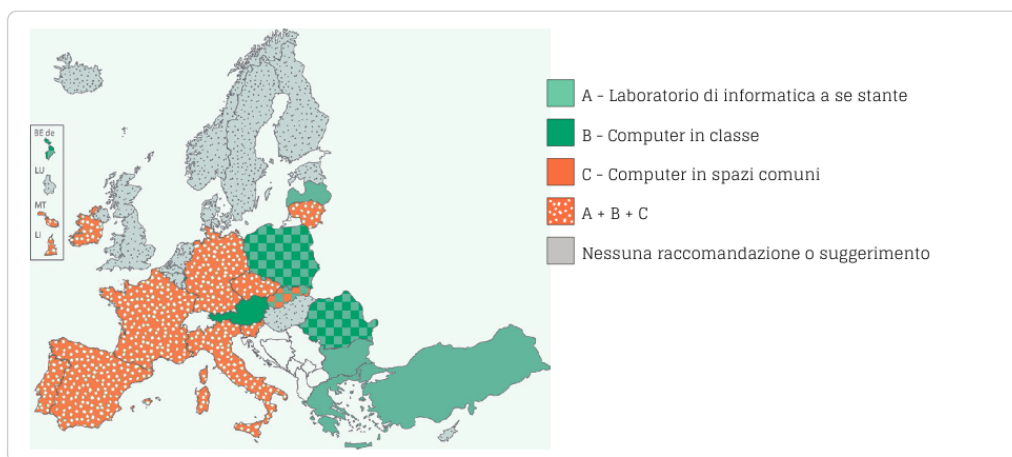 A - Laboratorio di informatica a se stante
B - Computer in classe
C - Computer in spazi comuni
A + B + C
Nessuna raccomandazione o suggerimento
BE de
LU
MT
LI